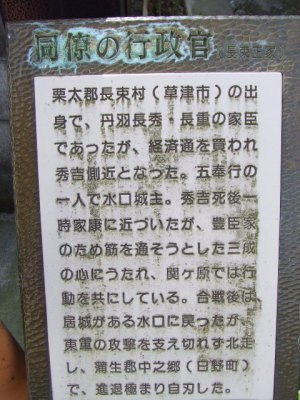 同僚の行政官（長束正家）
栗太郡長束村（草津市）の出
身で、丹羽長秀・長重の家臣
であったが、経済通を買われ
秀吉側近となった。五奉行の
一人で水口城主。秀吉死後一
時家康に近づいたが、豊臣家
のため筋を通そうとした三成
の心にうたれ、関ヶ原では行
動を共にしている。合戦後は
居城がある水口に戻ったが、
東軍の攻撃を支え切れず北走
し、蒲生郡中之郷（日野町）
で、進退極まり自刃した。